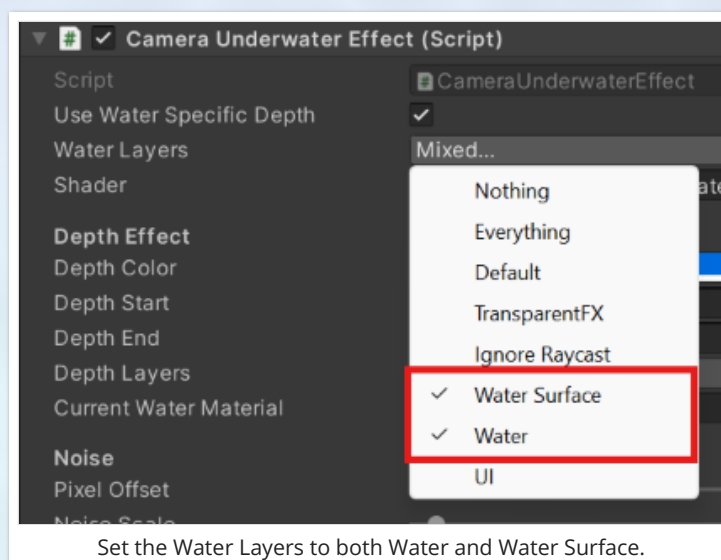 Camera Underwater Effect (Script)
Script
CameraUnderwaterEffect
Use Water Specific Depth
Water Layers
Mixed...
Shader
Nothing
Everything
Default
TransparentFX
Ignore Raycast
Water Surface
Water
UI
Depth Effect
Depth Color
Depth Start
Depth End
Depth Layers
Current Water Material
Noise
Pixel Offset
Noise Scale
Set the Water Layers to both Water and Water Surface.